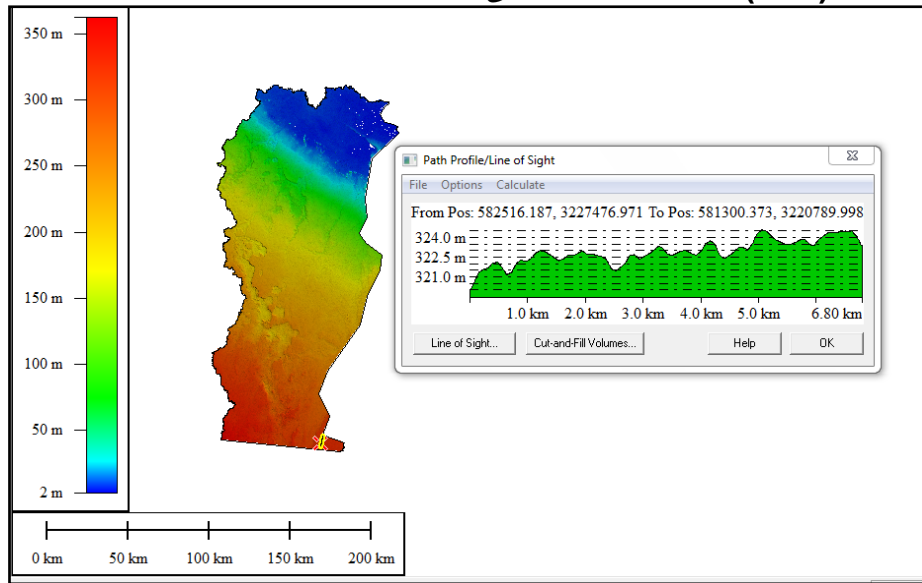 350 m
300 m
250 m
200 m
150 m
100 m
50 m
2 m
0 km 50 km 100 km 150 km 200 km
Path Profile/Line of Sight
File Options Calculate
From Pos: 582516.187, 3227476.971 To Pos: 581300.373, 3220789.998
324.0 m
322.5 m
321.0 m
1.0 km 2.0 km 3.0 km 4.0 km 5.0 km 6.80 km
Line of Sight... Cut-and-Fill Volumes... Help OK